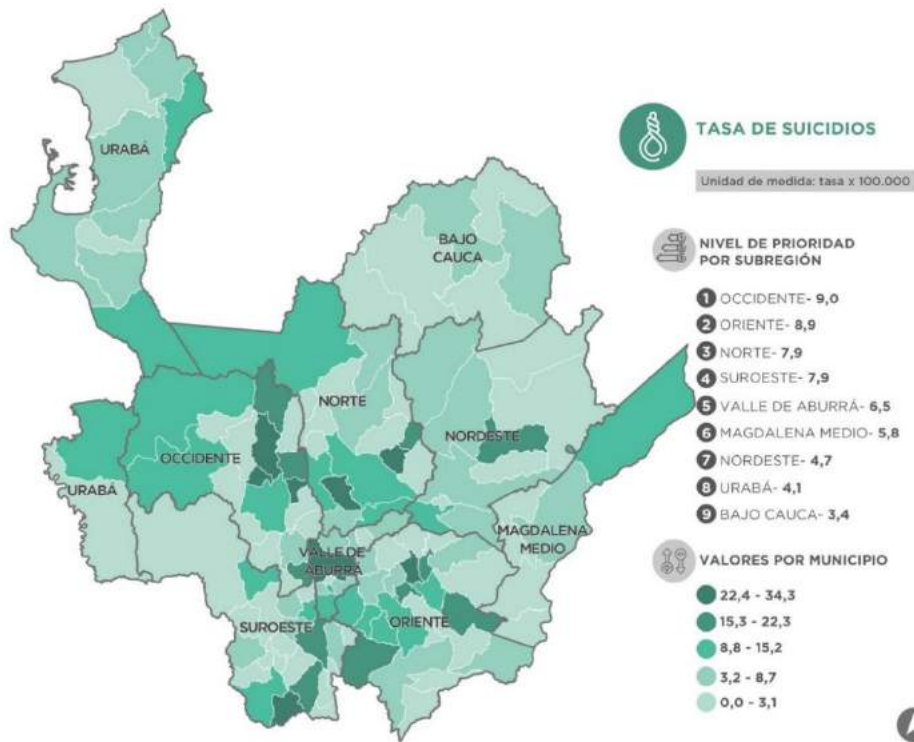 TASA DE SUICIDIOS
Unidad de medida: tasa x 100.000
NIVEL DE PRIORIDAD
POR SUBREGIÓN
1 OCCIDENTE- 9,0
2 ORIENTE- 8,9
3 NORTE- 7,9
4 SUROESTE- 7,9
5 VALLE DE ABURRÁ- 6,5
6 MAGDALENA MEDIO- 5,8
7 NORDESTE- 4,7
8 URABÁ- 4,1
9 BAJO CAUCA- 3,4
VALORES POR MUNICIPIO
22,4 - 34,3
15,3 - 22,3
8,8 - 15,2
3,2 - 8,7
0,0 - 3,1
URABÁ
BAJO
CAUCA
NORTE
NORDESTE
OCCIDENTE
URABÁ
MAGDALENA
MEDIO
VALLE DE
ABURRÁ
SUROESTE
ORIENTE